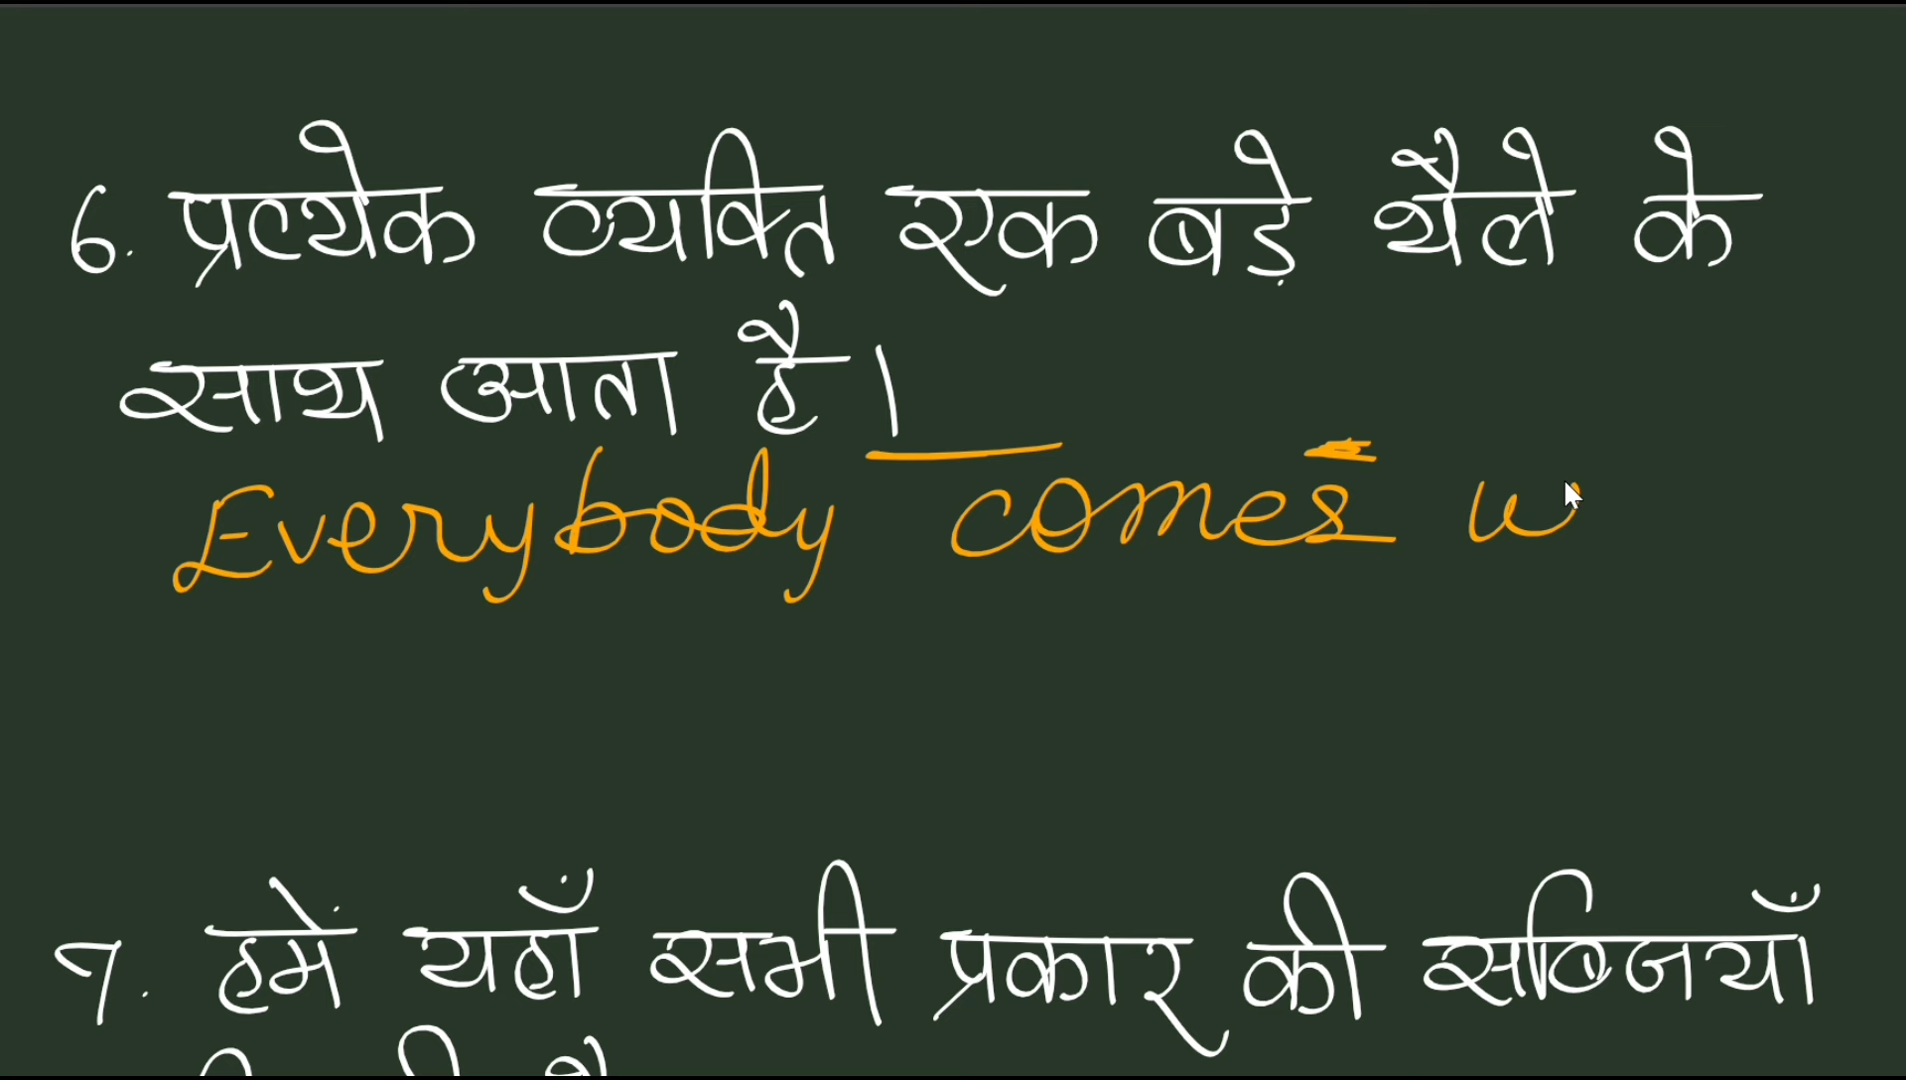 6. प्रत्येक व्यक्ति एक बड़े थैले के
साथ आता है।
Everybody comes w
7. हमें यहाँ सभी प्रकार की सब्जियाँ